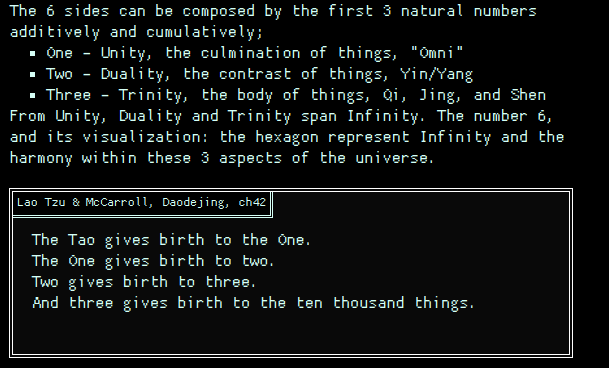 The 6 sides can be composed by the first 3 natural numbers
additively and cumulatively;
▪ One – Unity, the culmination of things, "Omni"
▪ Two – Duality, the contrast of things, Yin/Yang
▪ Three – Trinity, the body of things, Qi, Jing, and Shen
From Unity, Duality and Trinity span Infinity. The number 6,
and its visualization: the hexagon represent Infinity and the
harmony within these 3 aspects of the universe.
Lao Tzu & McCarroll, Daodejing, ch42
The Tao gives birth to the One.
The One gives birth to two.
Two gives birth to three.
And three gives birth to the ten thousand things.